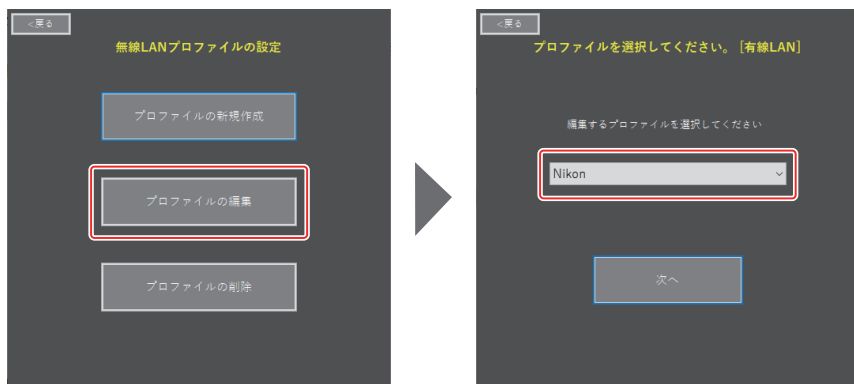 <戻る
無線LANプロファイルの設定
プロファイルの新規作成
プロファイルの編集
プロファイルの削除
<戻る
プロファイルを選択してください。 [有線LAN]
編集するプロファイルを選択してください
Nikon
次へ